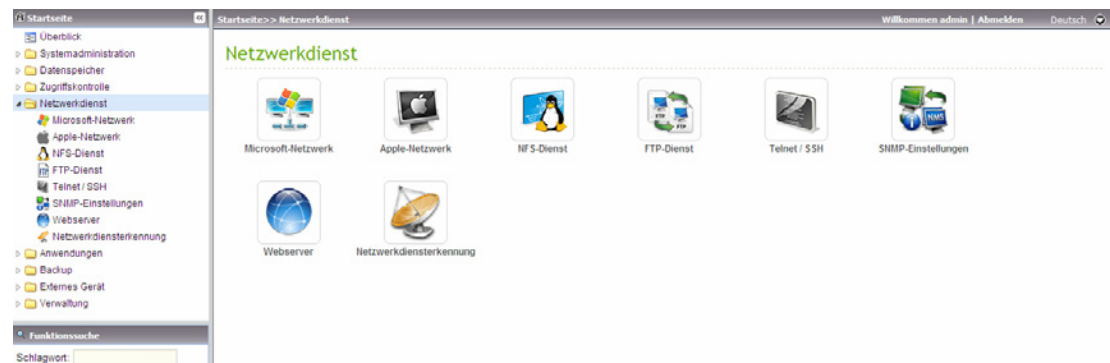 Startseite
Startseite>> Netzwerkdienst
Willkommen admin | Abmelden
Deutsch
Überblick
Systemadministration
Datenspeicher
Zugriffskontrolle
Netzwerkdienst
Microsoft-Netzwerk
Apple-Netzwerk
NFS-Dienst
FTP-Dienst
Telnet / SSH
SNMP-Einstellungen
Webserver
Netzwerkdiensterkennung
Anwendungen
Backup
Externes Gerät
Verwaltung
Funktionssuche
Schlagwort:
Netzwerkdienst
Microsoft-Netzwerk
Apple-Netzwerk
NFS-Dienst
FTP-Dienst
Telnet / SSH
SNMP-Einstellungen
Webserver
Netzwerkdiensterkennung